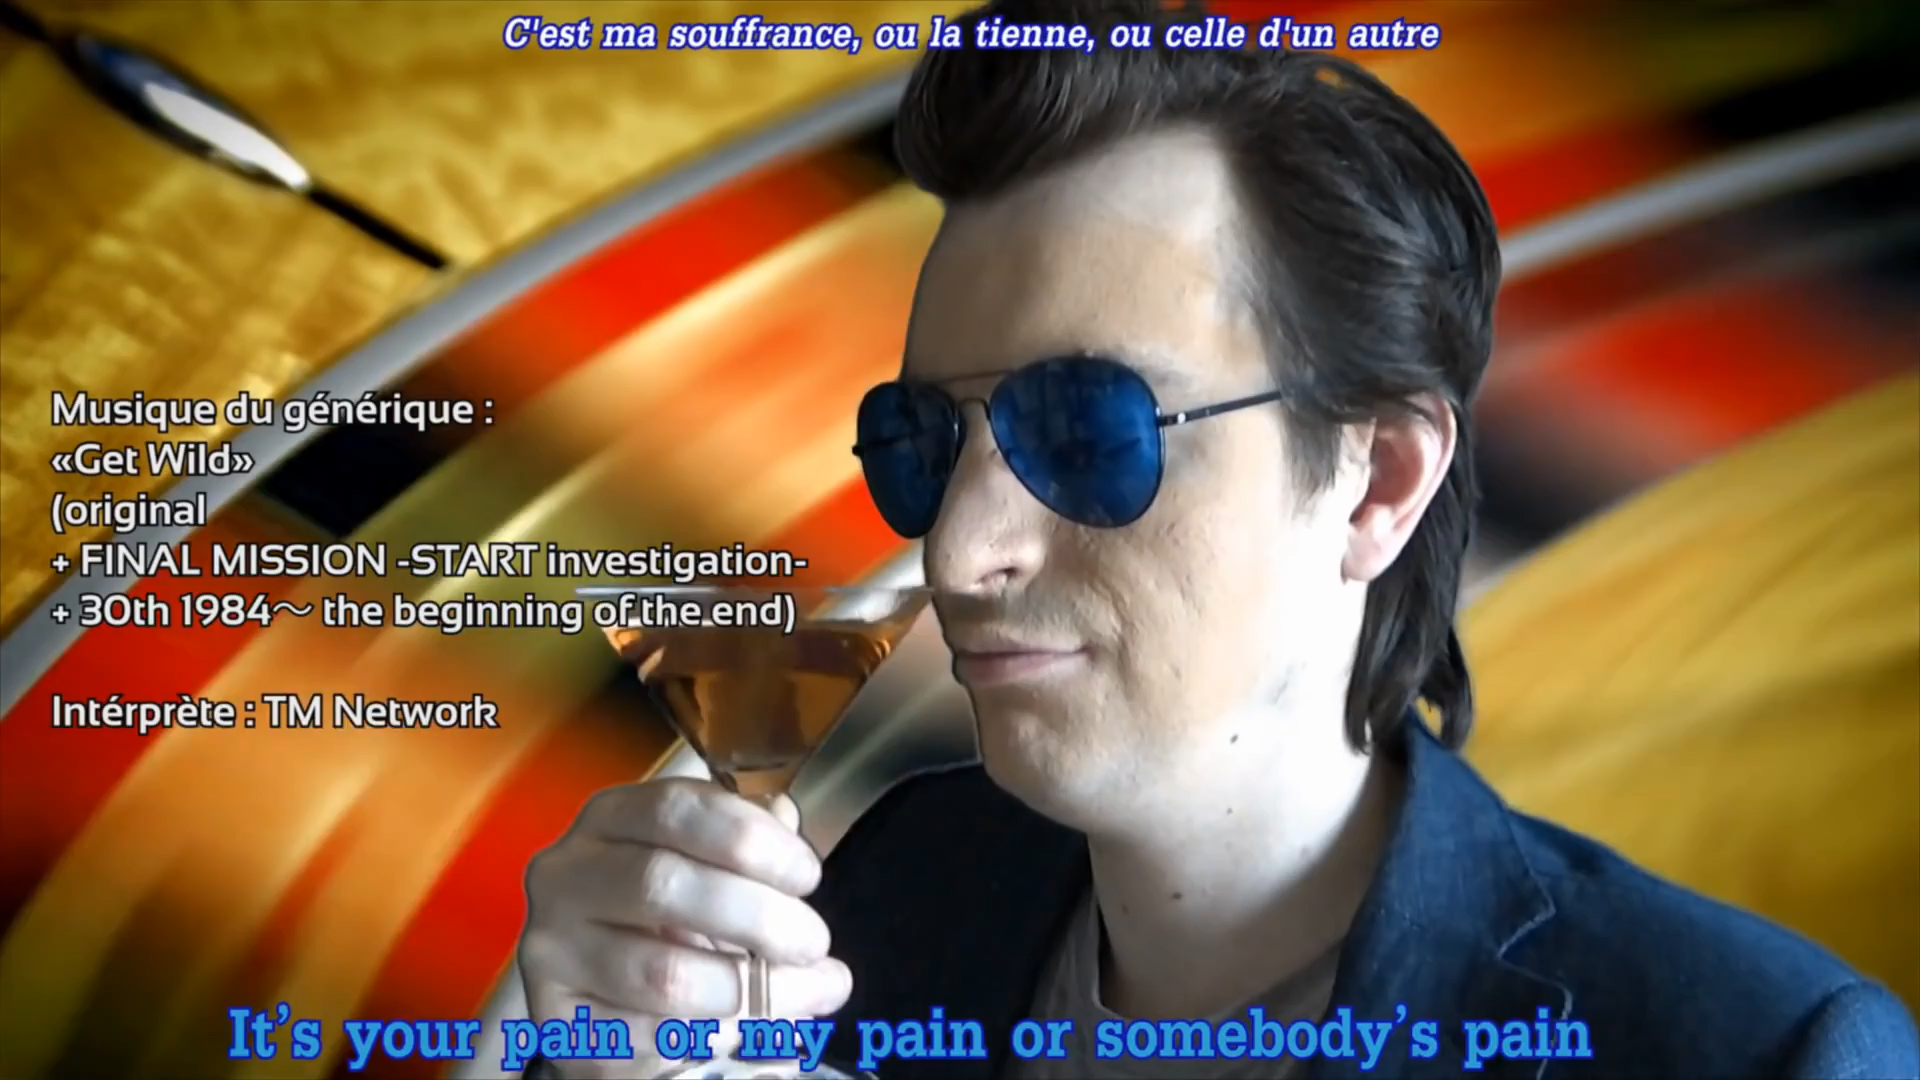 C'est ma souffrance, ou la tienne, ou celle d'un autre
Musique du générique :
«Get Wild»
(original
+ FINAL MISSION -START investigation-
+ 30th 1984～ the beginning of the end)
Intérprète : TM Network
It’s your pain or my pain or somebody’s pain